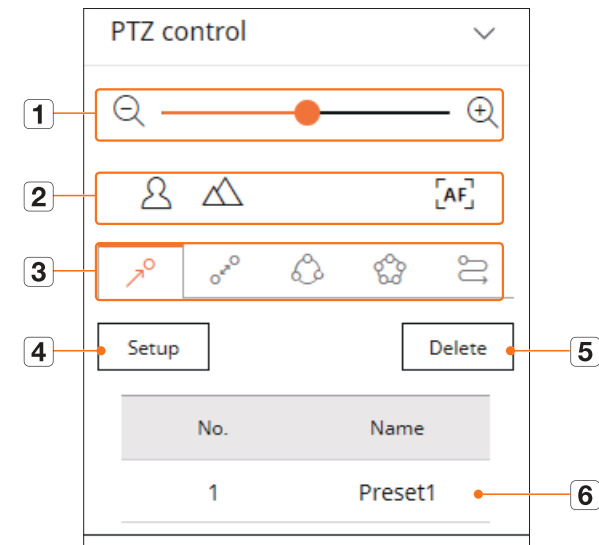 PTZ control
1
2
AF
3
4
Setup
Delete
5
No.
Name
1
Preset1
6